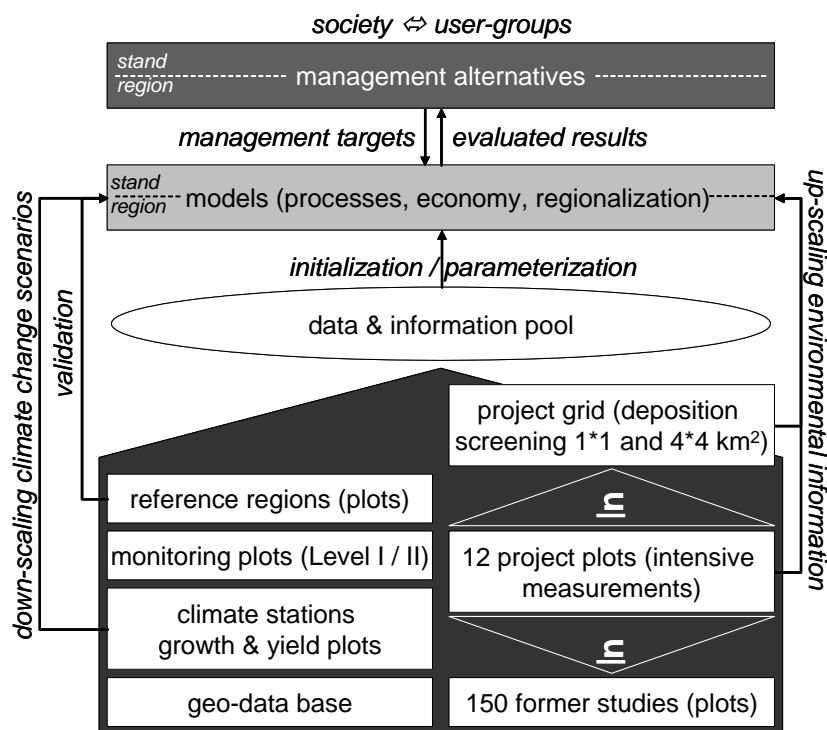 society ⇔ user-groups
stand
region
management alternatives
management targets
evaluated results
stand
region
models (processes, economy, regionalization)
initialization / parameterization
data & information pool
down-scaling climate change scenarios
validation
up-scaling environmental information
project grid (deposition
screening 1*1 and 4*4 km²)
reference regions (plots)
monitoring plots (Level I / II)
12 project plots (intensive
measurements)
climate stations
growth & yield plots
geo-data base
150 former studies (plots)